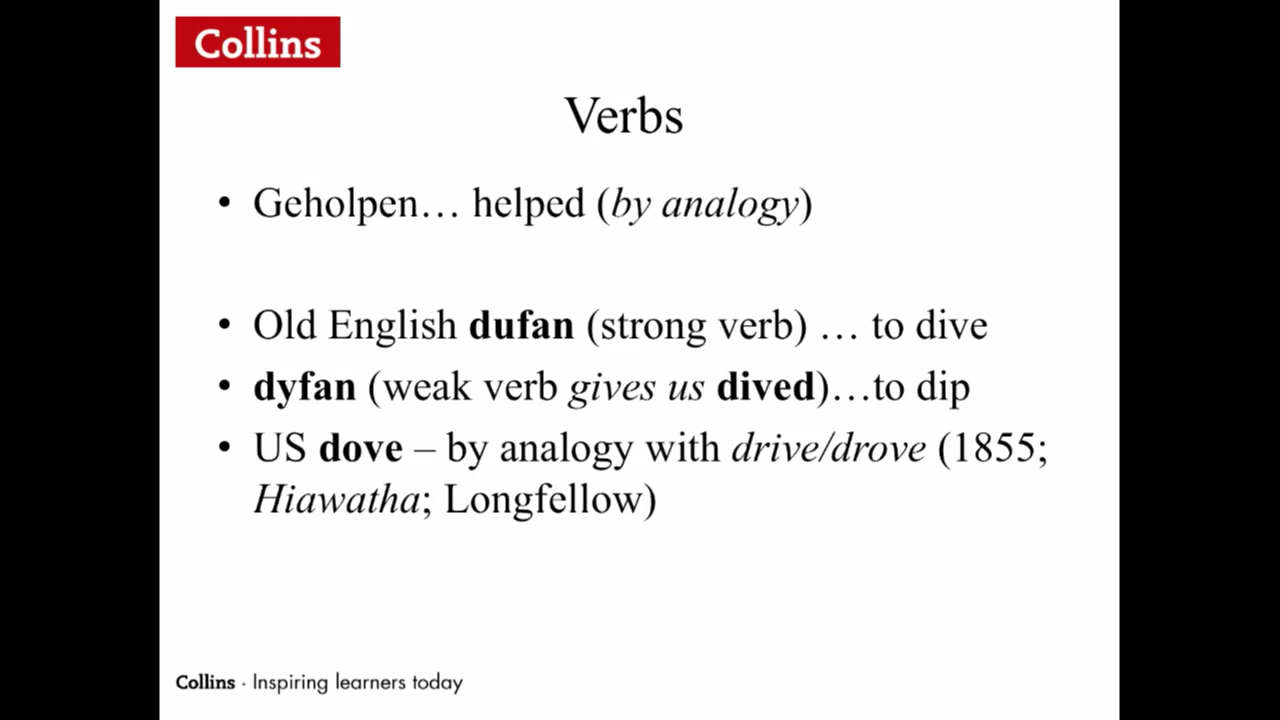 Collins
Verbs
• Geholpen… helped (by analogy)
• Old English dufan (strong verb) … to dive
• dyfan (weak verb gives us dived)…to dip
• US dove – by analogy with drive/drove (1855;
Hiawatha; Longfellow)
Collins · Inspiring learners today